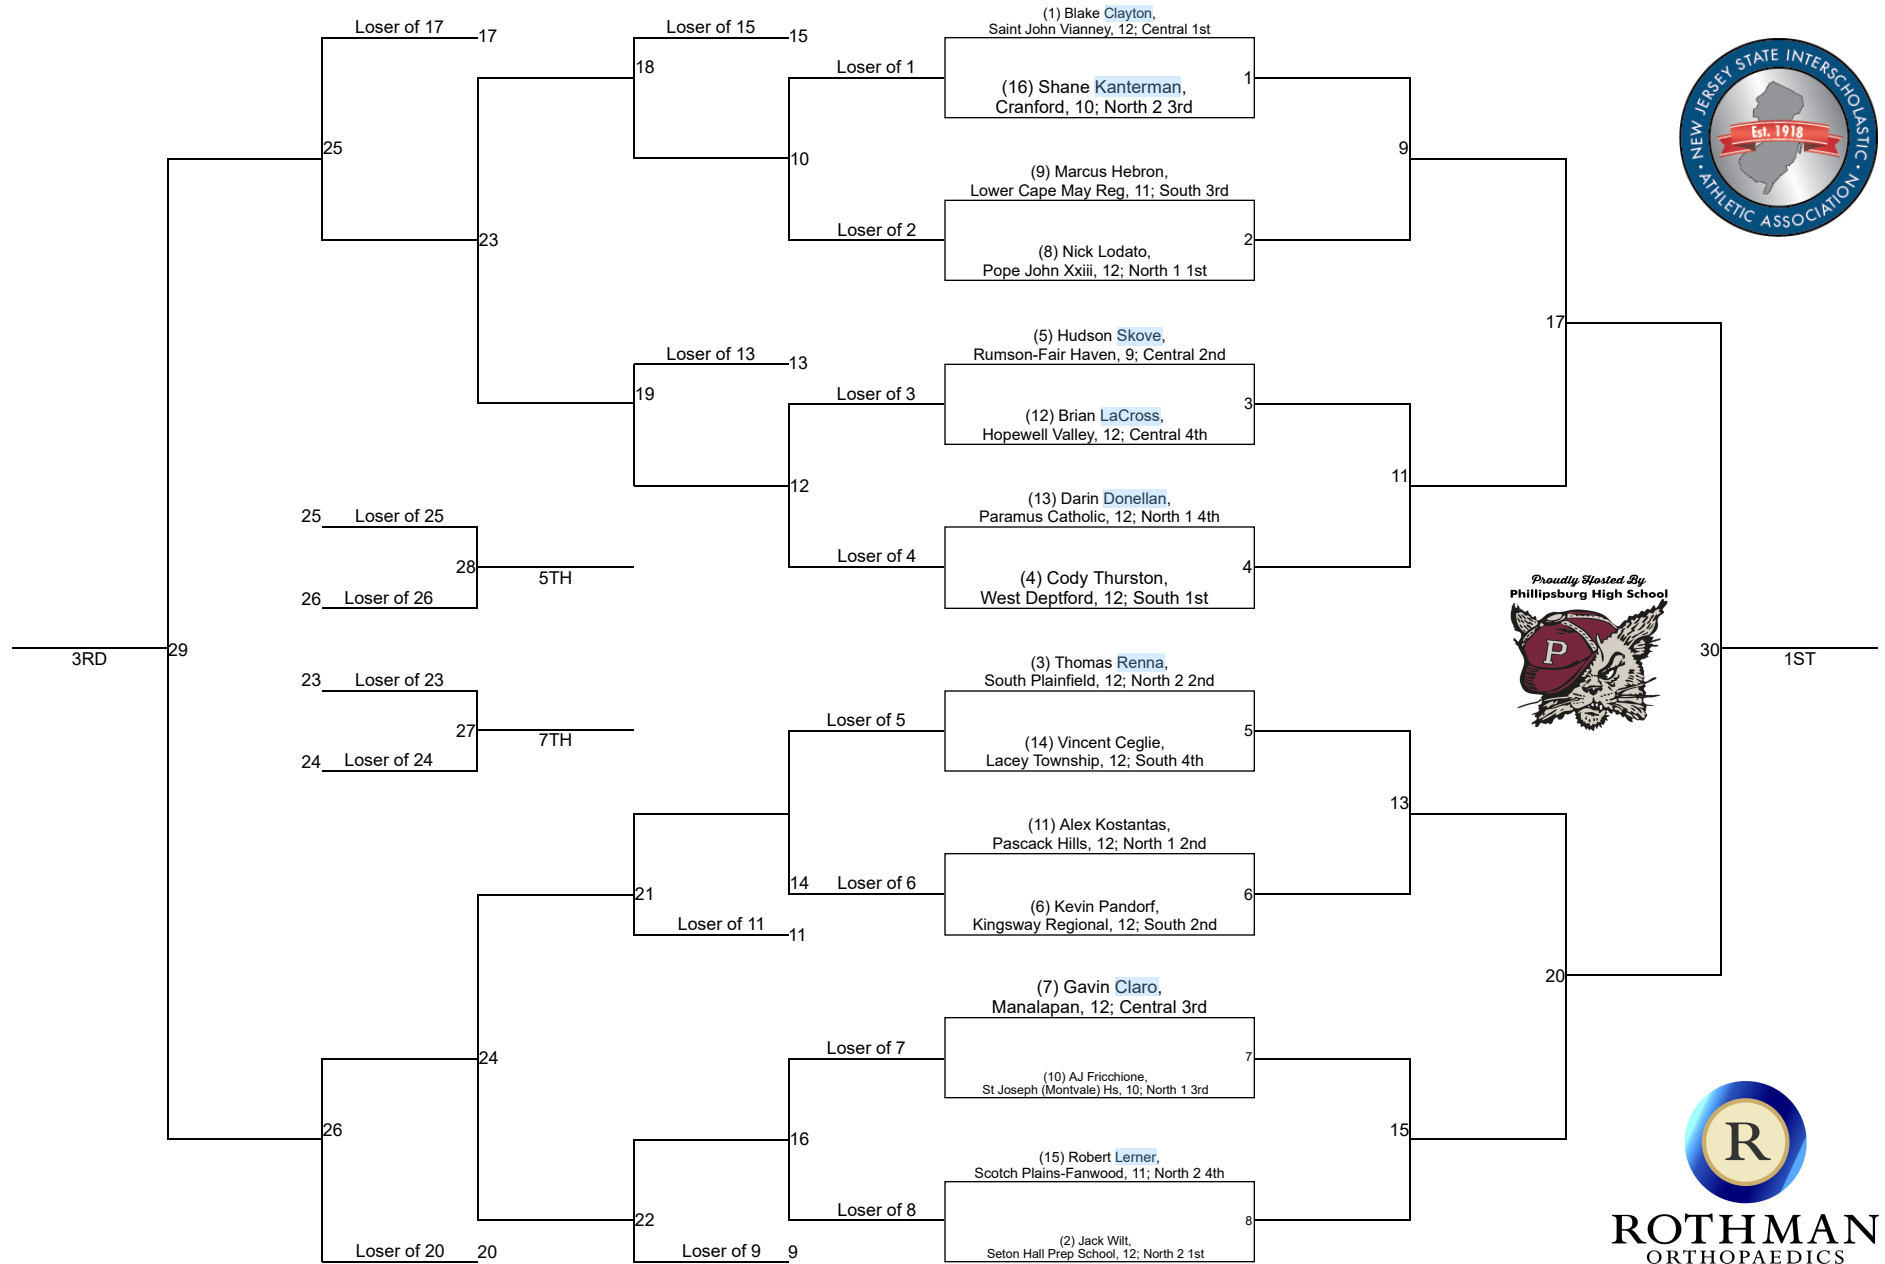 Loser of 17
17
Loser of 15
15
18
(1) Blake Clayton,
Saint John Vianney, 12; Central 1st
Loser of 1
(16) Shane Kanterman,
Cranford, 10; North 2 3rd
1
NEW JERSEY STATE INTERSCHOLASTIC
• ATHLETIC ASSOCIATION •
Est. 1918
25
10
9
(9) Marcus Hebron,
Lower Cape May Reg, 11; South 3rd
23
Loser of 2
2
(8) Nick Lodato,
Pope John Xxiii, 12; North 1 1st
17
(5) Hudson Skove,
Rumson-Fair Haven, 9; Central 2nd
Loser of 13
13
19
Loser of 3
3
(12) Brian LaCross,
Hopewell Valley, 12; Central 4th
12
11
(13) Darin Donellan,
Paramus Catholic, 12; North 1 4th
25
Loser of 25
28
5TH
Loser of 4
4
(4) Cody Thurston,
West Deptford, 12; South 1st
26
Loser of 26
Proudly Hosted By
Phillipsburg High School
P
3RD
29
30
1ST
(3) Thomas Renna,
South Plainfield, 12; North 2 2nd
23
Loser of 23
27
7TH
Loser of 5
5
(14) Vincent Ceglie,
Lacey Township, 12; South 4th
24
Loser of 24
13
(11) Alex Kostantas,
Pascack Hills, 12; North 1 2nd
21
14
Loser of 6
6
(6) Kevin Pandorf,
Kingsway Regional, 12; South 2nd
Loser of 11
11
20
(7) Gavin Claro,
Manalapan, 12; Central 3rd
24
Loser of 7
7
(10) AJ Fricchione,
St Joseph (Montvale) Hs, 10; North 1 3rd
26
16
15
(15) Robert Lerner,
Scotch Plains-Fanwood, 11; North 2 4th
22
Loser of 8
8
(2) Jack Wilt,
Seton Hall Prep School, 12; North 2 1st
Loser of 20
20
Loser of 9
9
R
ROTHMAN
ORTHOPAEDICS